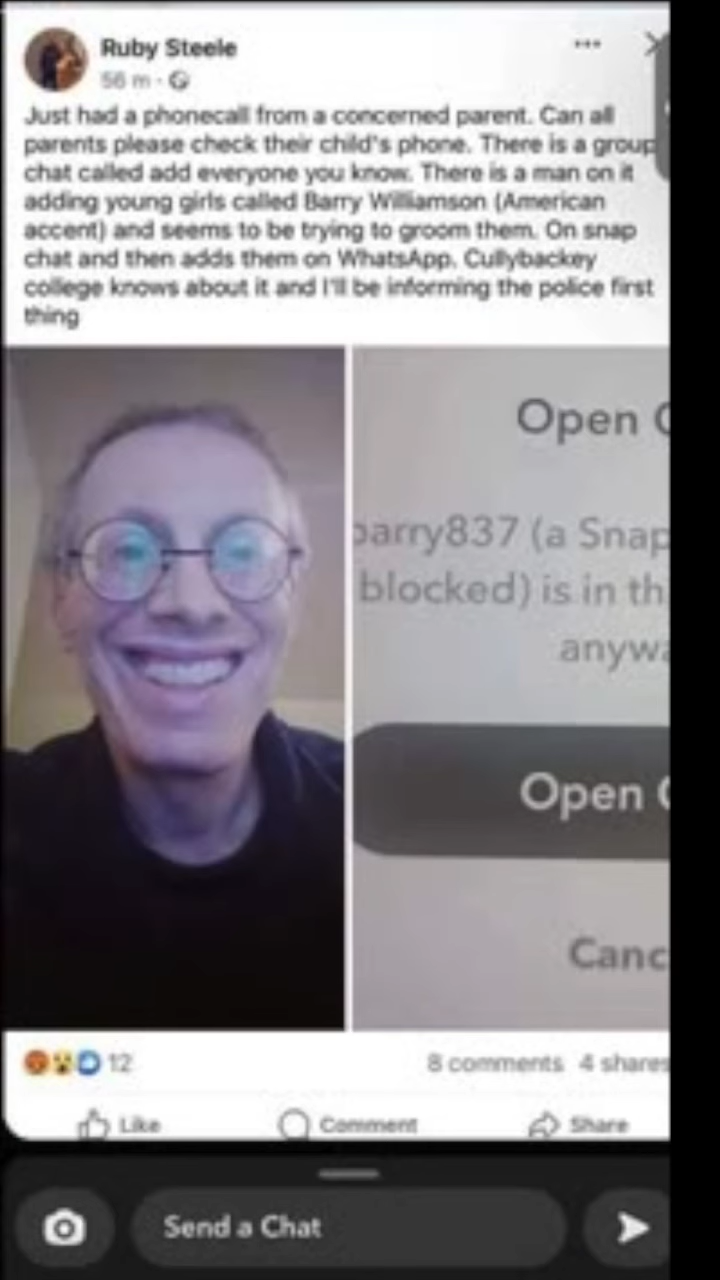 Ruby Steele
56 m
Just had a phonecall from a concerned parent. Can all
parents please check their child's phone. There is a group
chat called add everyone you know. There is a man on it
adding young girls called Barry Williamson (American
accent) and seems to be trying to groom them. On snap
chat and then adds them on WhatsApp. Cullybackey
college knows about it and I'll be informing the police first
thing
Open
barry837 (a Snap
blocked) is in th
anywa
Open
Canc
12
8 comments 4 shares
Like Comment Share
Send a Chat